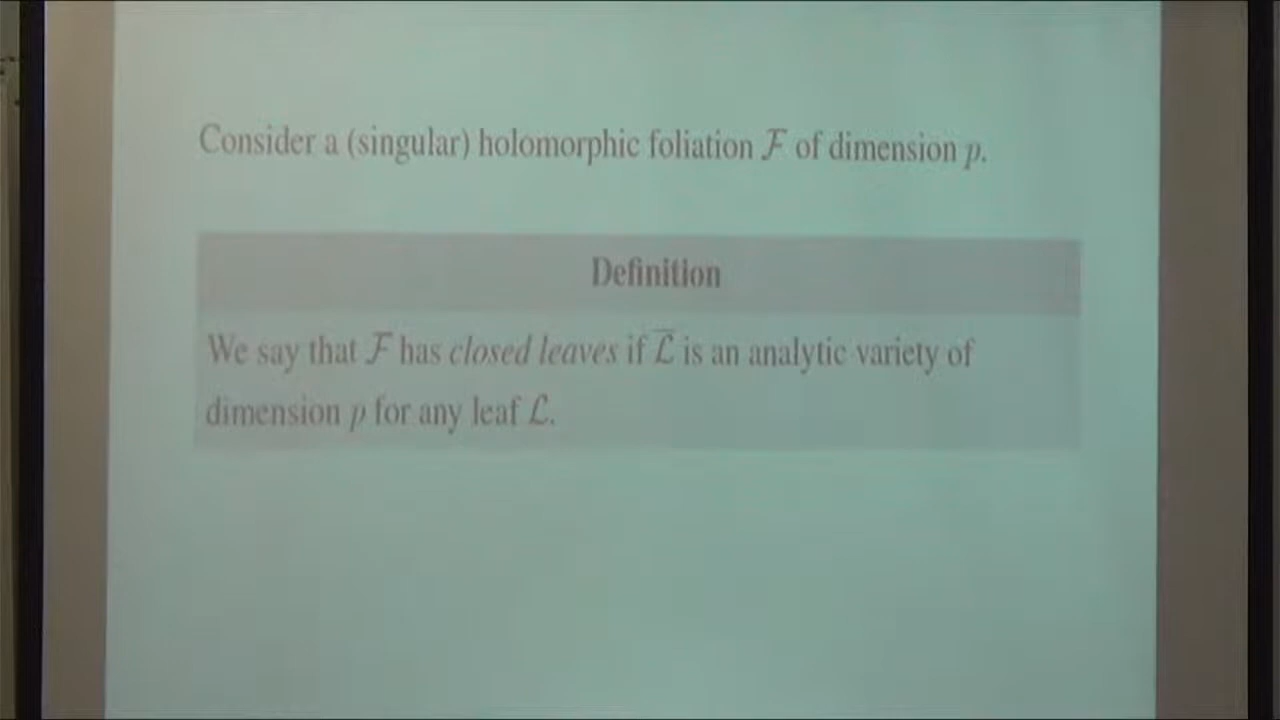 Consider a (singular) holomorphic foliation ℱ of dimension p.
Definition
We say that ℱ has closed leaves if ℒ̅ is an analytic variety of
dimension p for any leaf ℒ.